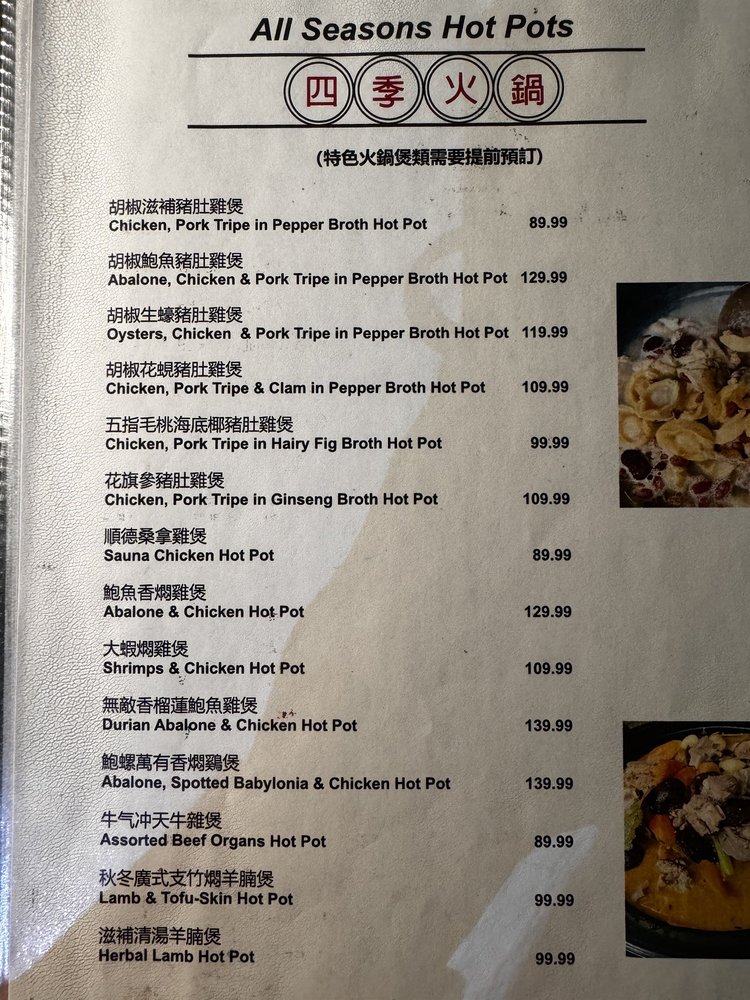 All Seasons Hot Pots
四季火鍋
(特色火鍋煲類需要提前預訂)
胡椒滋補豬肚雞煲
Chicken, Pork Tripe in Pepper Broth Hot Pot 89.99
胡椒鮑魚豬肚雞煲
Abalone, Chicken & Pork Tripe in Pepper Broth Hot Pot 129.99
胡椒生蠔豬肚雞煲
Oysters, Chicken & Pork Tripe in Pepper Broth Hot Pot 119.99
胡椒花蜆豬肚雞煲
Chicken, Pork Tripe & Clam in Pepper Broth Hot Pot 109.99
五指毛桃海底椰豬肚雞煲
Chicken, Pork Tripe in Hairy Fig Broth Hot Pot 99.99
花旗參豬肚雞煲
Chicken, Pork Tripe in Ginseng Broth Hot Pot 109.99
順德桑拿雞煲
Sauna Chicken Hot Pot 89.99
鮑魚香燜雞煲
Abalone & Chicken Hot Pot 129.99
大蝦燜雞煲
Shrimps & Chicken Hot Pot 109.99
無敵香榴蓮鮑魚雞煲
Durian Abalone & Chicken Hot Pot 139.99
鮑螺萬有香燜鷄煲
Abalone, Spotted Babylonia & Chicken Hot Pot 139.99
牛气冲天牛雜煲
Assorted Beef Organs Hot Pot 89.99
秋冬廣式支竹燜羊腩煲
Lamb & Tofu-Skin Hot Pot 99.99
滋補清湯羊腩煲
Herbal Lamb Hot Pot 99.99